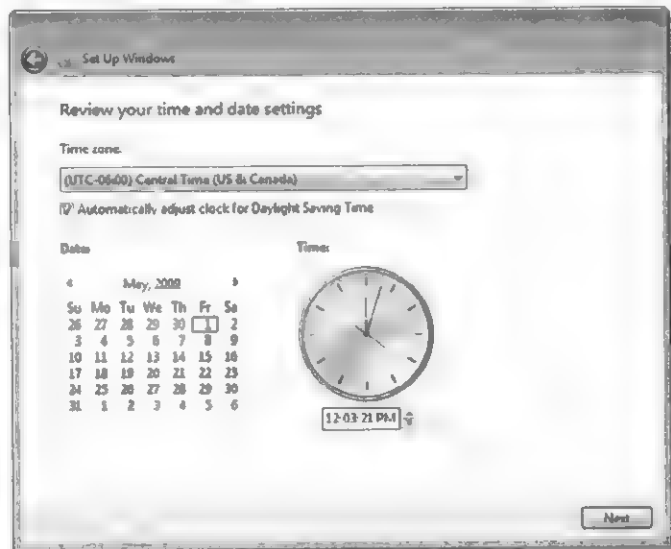 Set Up Windows
Review your time and date settings
Time zone:
(UTC-06:00) Central Time (US & Canada)
Automatically adjust clock for Daylight Saving Time
Date:
Time:
May, 2009
Su Mo Tu We Th Fr Sa
26 27 28 29 30 1 2
3 4 5 6 7 8 9
10 11 12 13 14 15 16
17 18 19 20 21 22 23
24 25 26 27 28 29 30
31 1 2 3 4 5 6
12:03:21 PM
Next